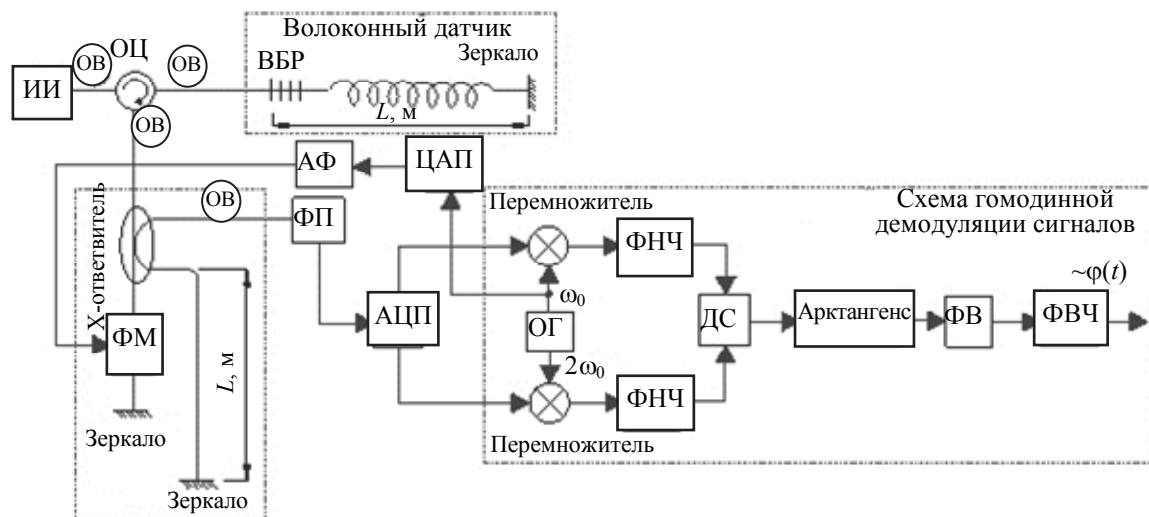 Волоконный датчик
ОЦ
ОВ
ОВ
ВБР
Зеркало
ИИ
ОВ
L, м
АФ
ЦАП
ОВ
ФП
Х-ответвитель
Перемножитель
Схема гомодинной
демодуляции сигналов
ФНЧ
~φ(t)
ω₀
АЦП
ОГ
ДС
Арктангенс
ФВ
ФВЧ
ФМ
L, м
2ω₀
ФНЧ
Зеркало
Перемножитель
Зеркало